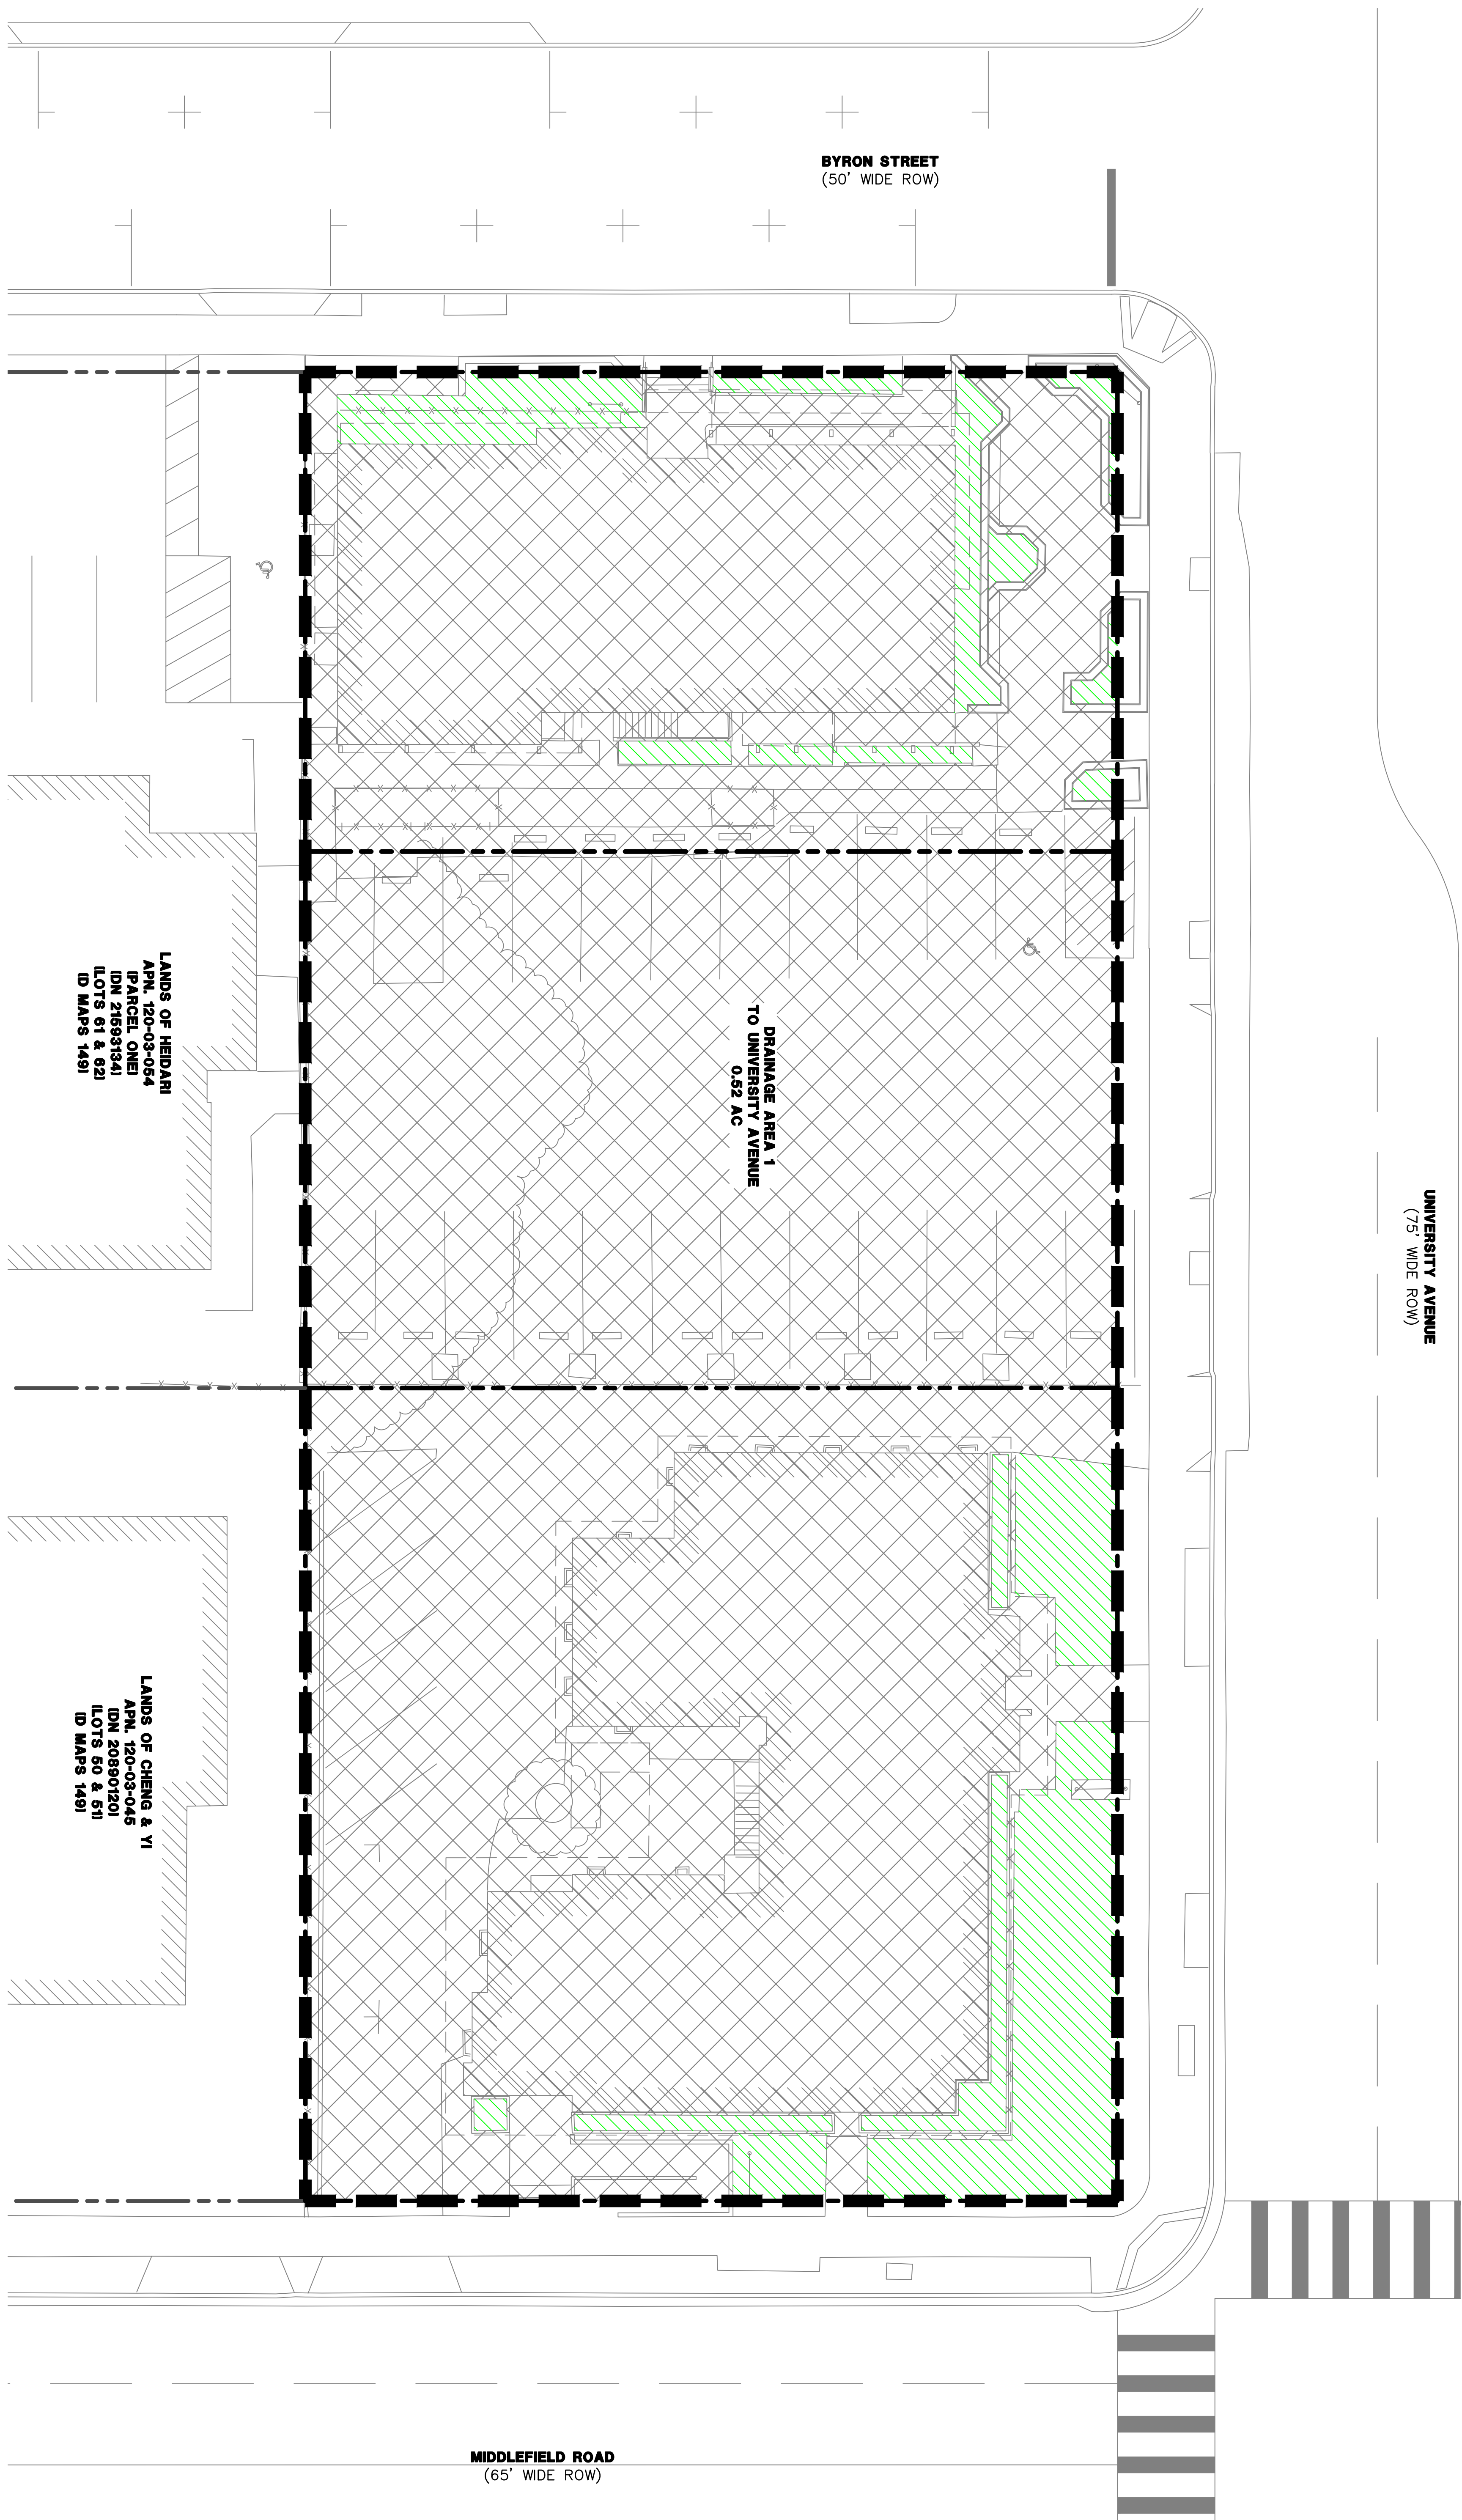 BYRON STREET
(50' WIDE ROW)
UNIVERSITY AVENUE
(75' WIDE ROW)
LANDS OF HEIDARI
APN. 120-03-054
(PARCEL ONE)
(DN 21593134)
(LOTS 61 & 62)
(D MAPS 149)
DRAINAGE AREA 1
TO UNIVERSITY AVENUE
0.52 AC
LANDS OF CHENG & YI
APN. 120-03-045
(DN 20890120)
(LOTS 50 & 51)
(D MAPS 149)
MIDDLEFIELD ROAD
(65' WIDE ROW)